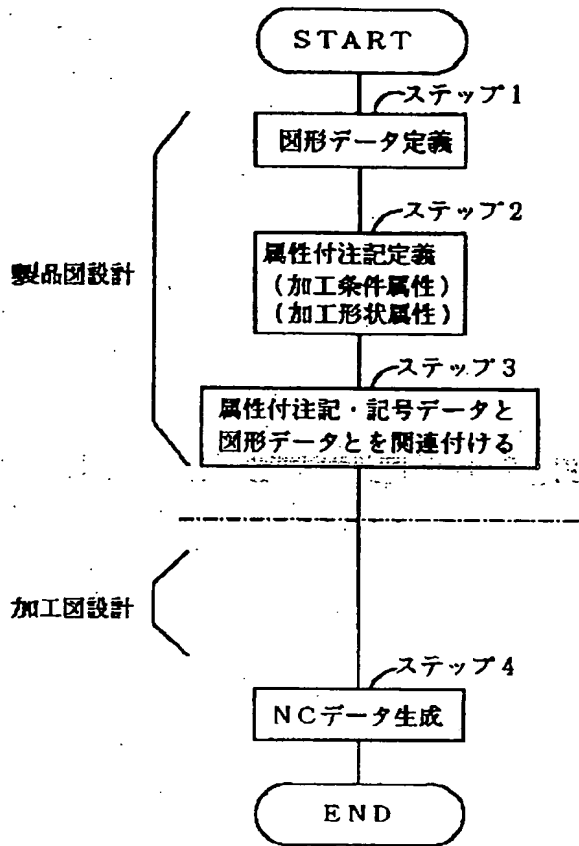 START
ステップ1
図形データ定義
ステップ2
属性付注記定義
(加工条件属性)
(加工形状属性)
製品図設計
ステップ3
属性付注記・記号データと
図形データとを関連付ける
加工図設計
ステップ4
NCデータ生成
END